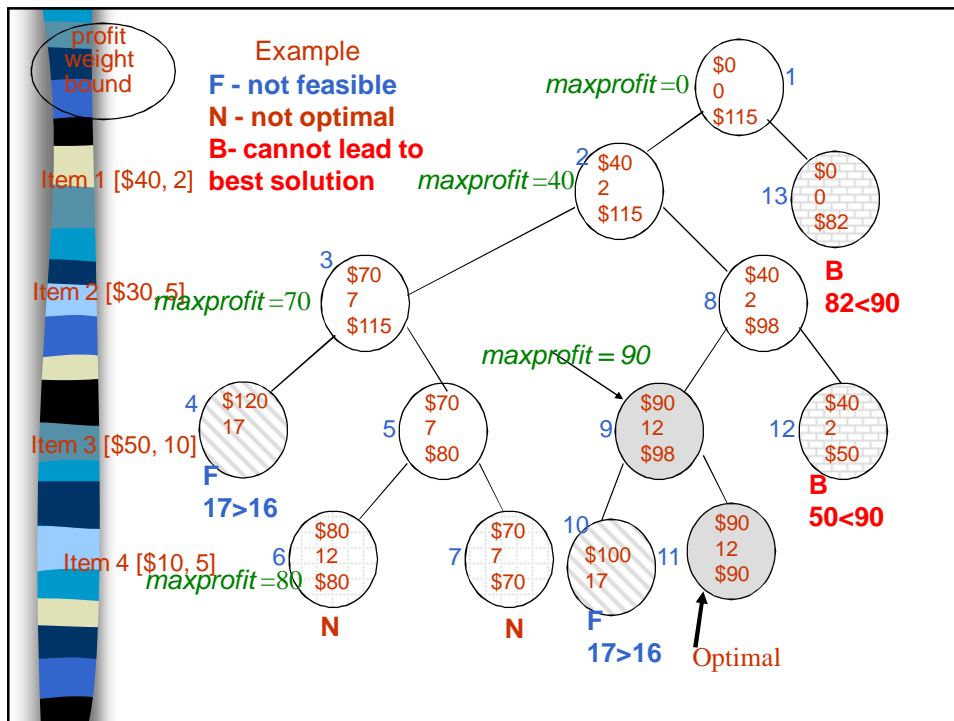 profit
weight
bound
Example
F - not feasible
N - not optimal
B- cannot lead to
best solution
maxprofit =0
$0
0
$115
1
Item 1 [$40, 2]
maxprofit =40
2
$40
2
$115
13
$0
0
$82
B
82<90
Item 2 [$30, 5]
maxprofit =70
3
$70
7
$115
8
$40
2
$98
maxprofit = 90
Item 3 [$50, 10]
4
$120
17
F
17>16
5
$70
7
$80
9
$90
12
$98
12
$40
2
$50
B
50<90
Item 4 [$10, 5]
maxprofit =80
6
$80
12
$80
N
7
$70
7
$70
N
10
$100
17
F
17>16
11
$90
12
$90
Optimal